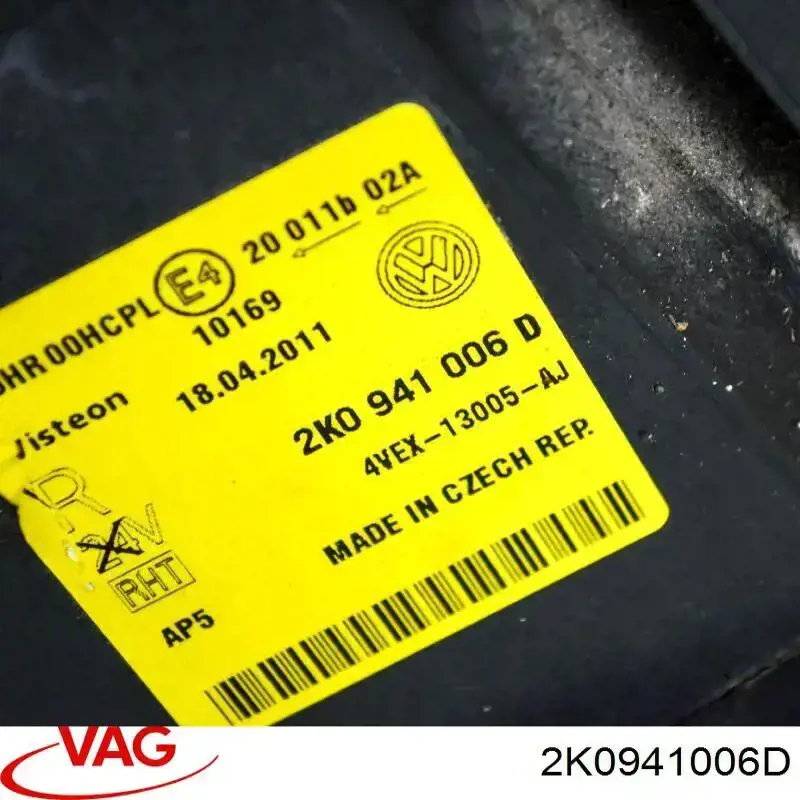 HR 00HCPL E4 20 011b 02A
10169
18.04.2011
Visteon
2K0 941 006 D
4VEX-13005-AJ
MADE IN CZECH REP.
R
24V
RHT
AP5
VAG
2K0941006D